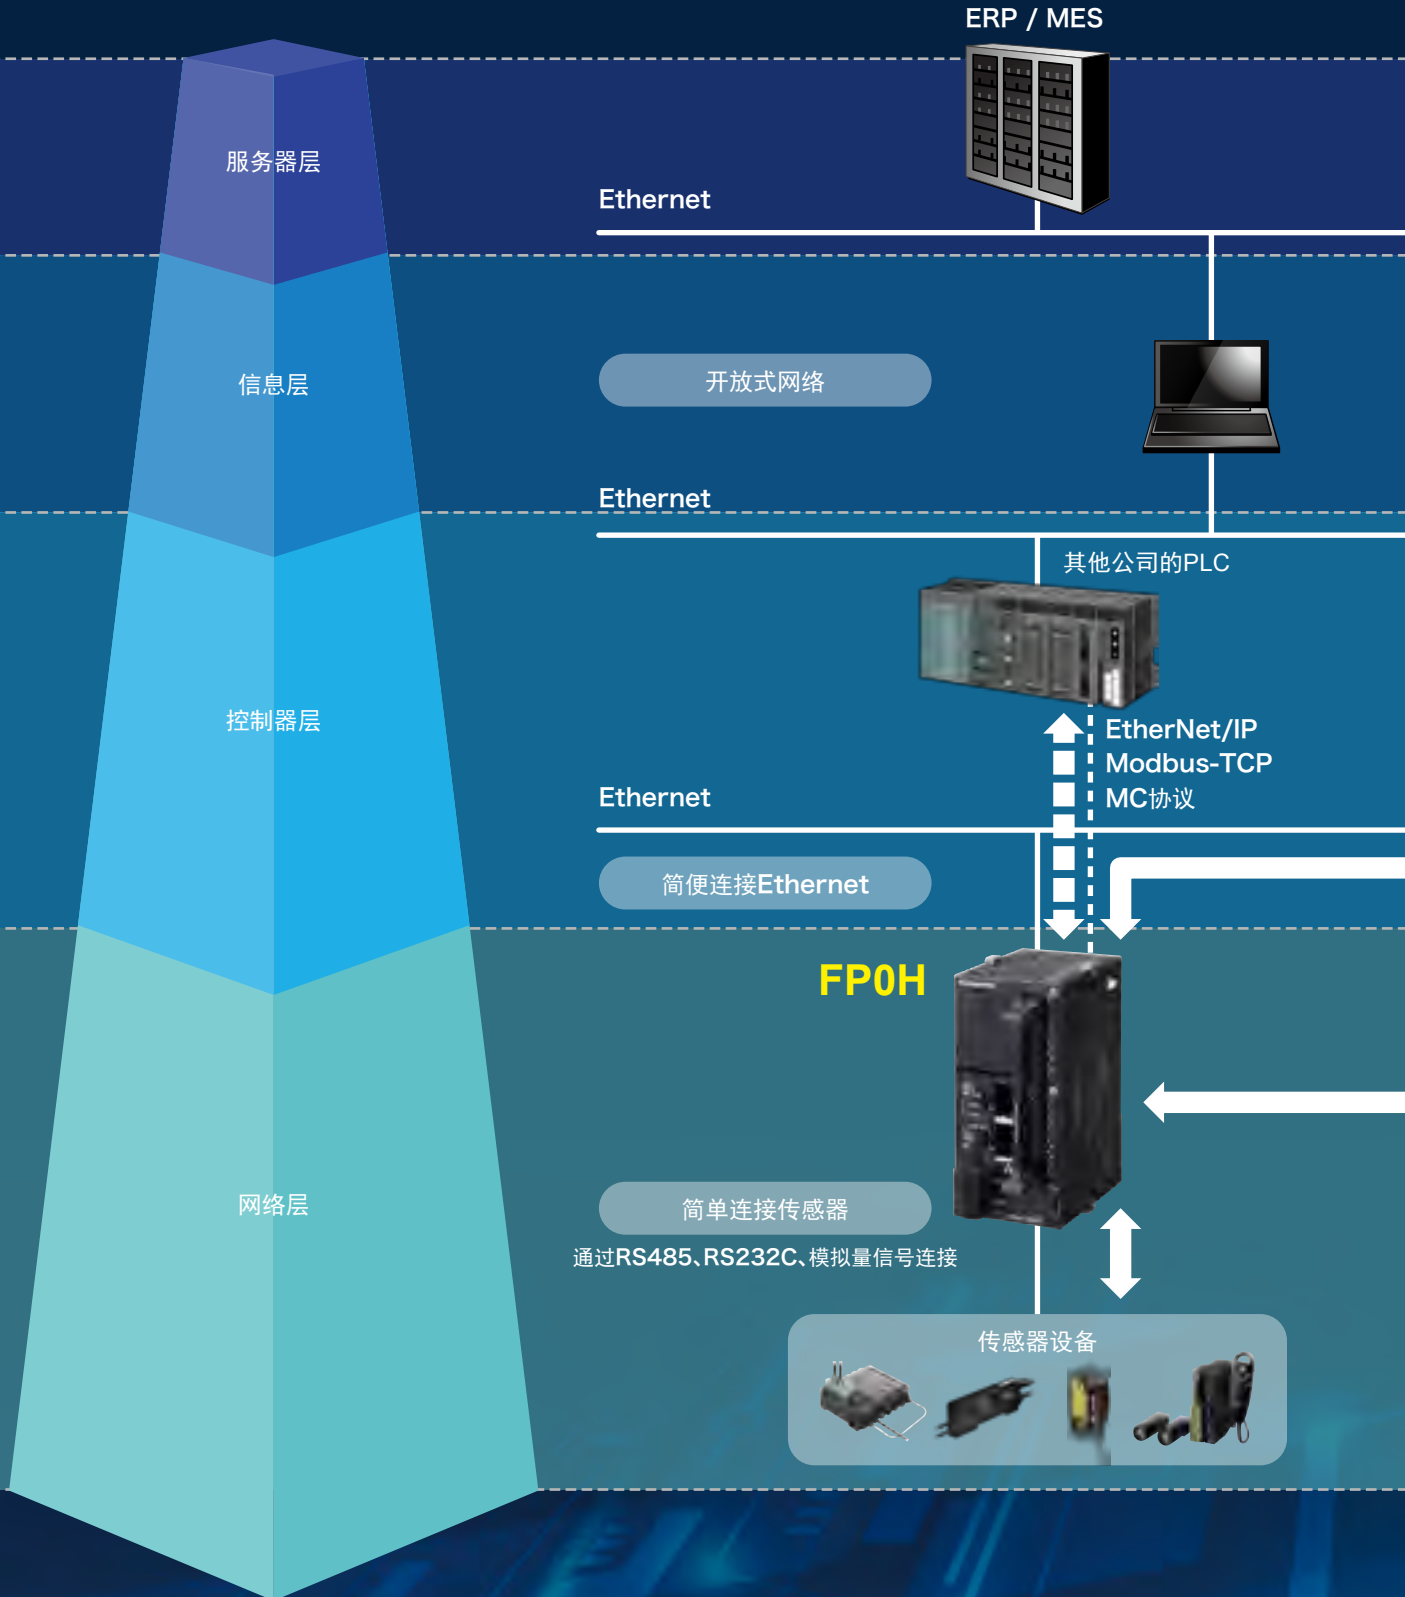 ERP / MES
服务器层
Ethernet
信息层
开放式网络
Ethernet
其他公司的PLC
控制器层
EtherNet/IP
Modbus-TCP
MC协议
Ethernet
简便连接Ethernet
FP0H
网络层
简单连接传感器
通过RS485、RS232C、模拟量信号连接
传感器设备